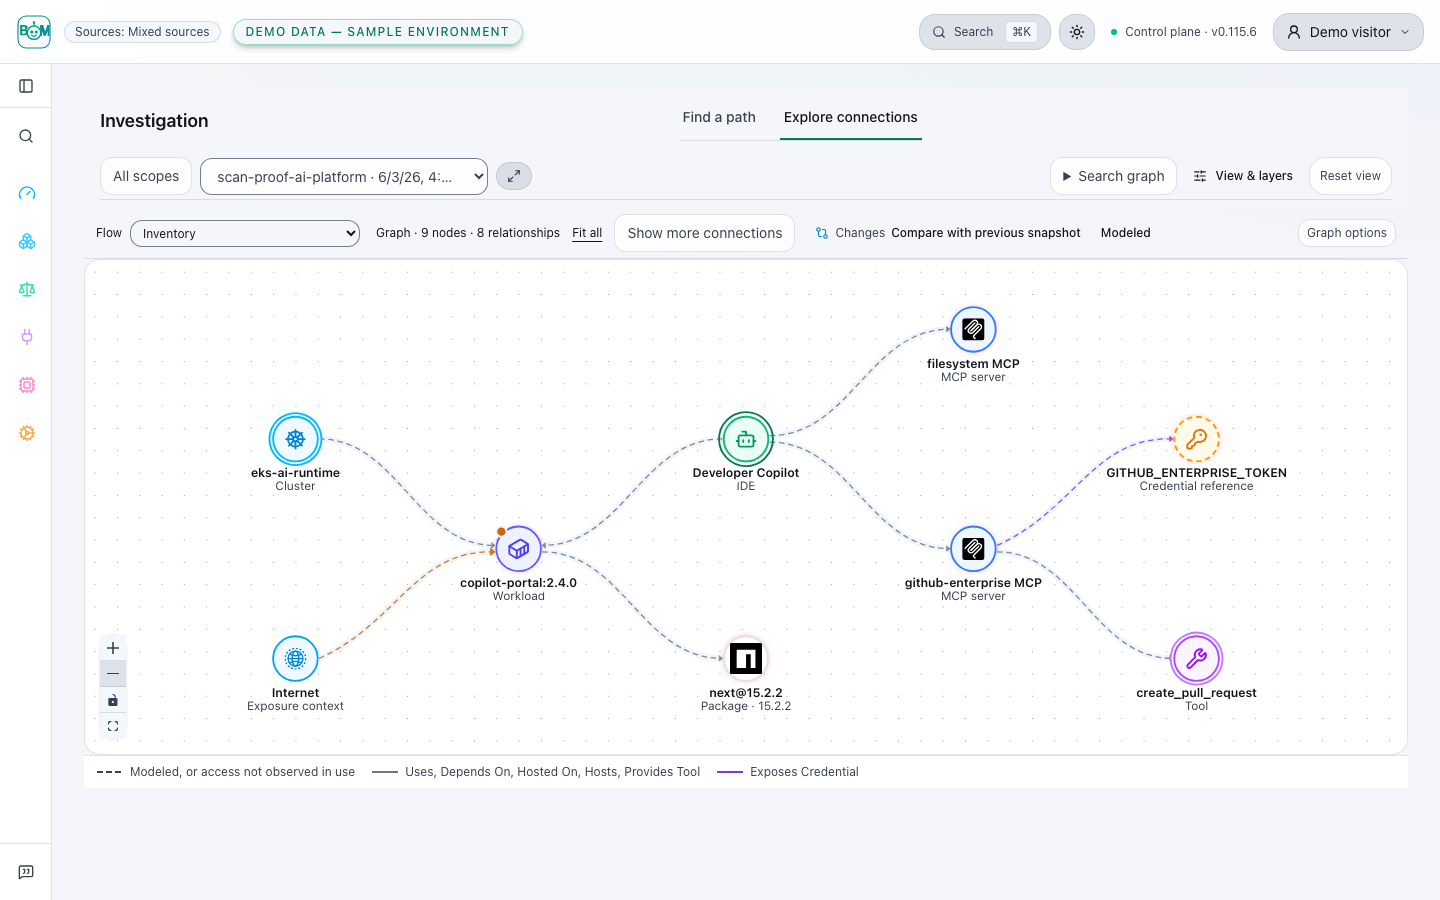 BOM
Sources: Mixed sources
DEMO DATA — SAMPLE ENVIRONMENT
Search ⌘K
Control plane · v0.115.6
Demo visitor
Investigation
Find a path
Explore connections
All scopes
scan-proof-ai-platform · 6/3/26, 4:...
Search graph
View & layers
Reset view
Flow
Inventory
Graph · 9 nodes · 8 relationships
Fit all
Show more connections
Changes Compare with previous snapshot
Modeled
Graph options
filesystem MCP
MCP server
eks-ai-runtime
Cluster
Developer Copilot
IDE
GITHUB_ENTERPRISE_TOKEN
Credential reference
copilot-portal:2.4.0
Workload
github-enterprise MCP
MCP server
Internet
Exposure context
next@15.2.2
Package · 15.2.2
create_pull_request
Tool
Modeled, or access not observed in use
Uses, Depends On, Hosted On, Hosts, Provides Tool
Exposes Credential